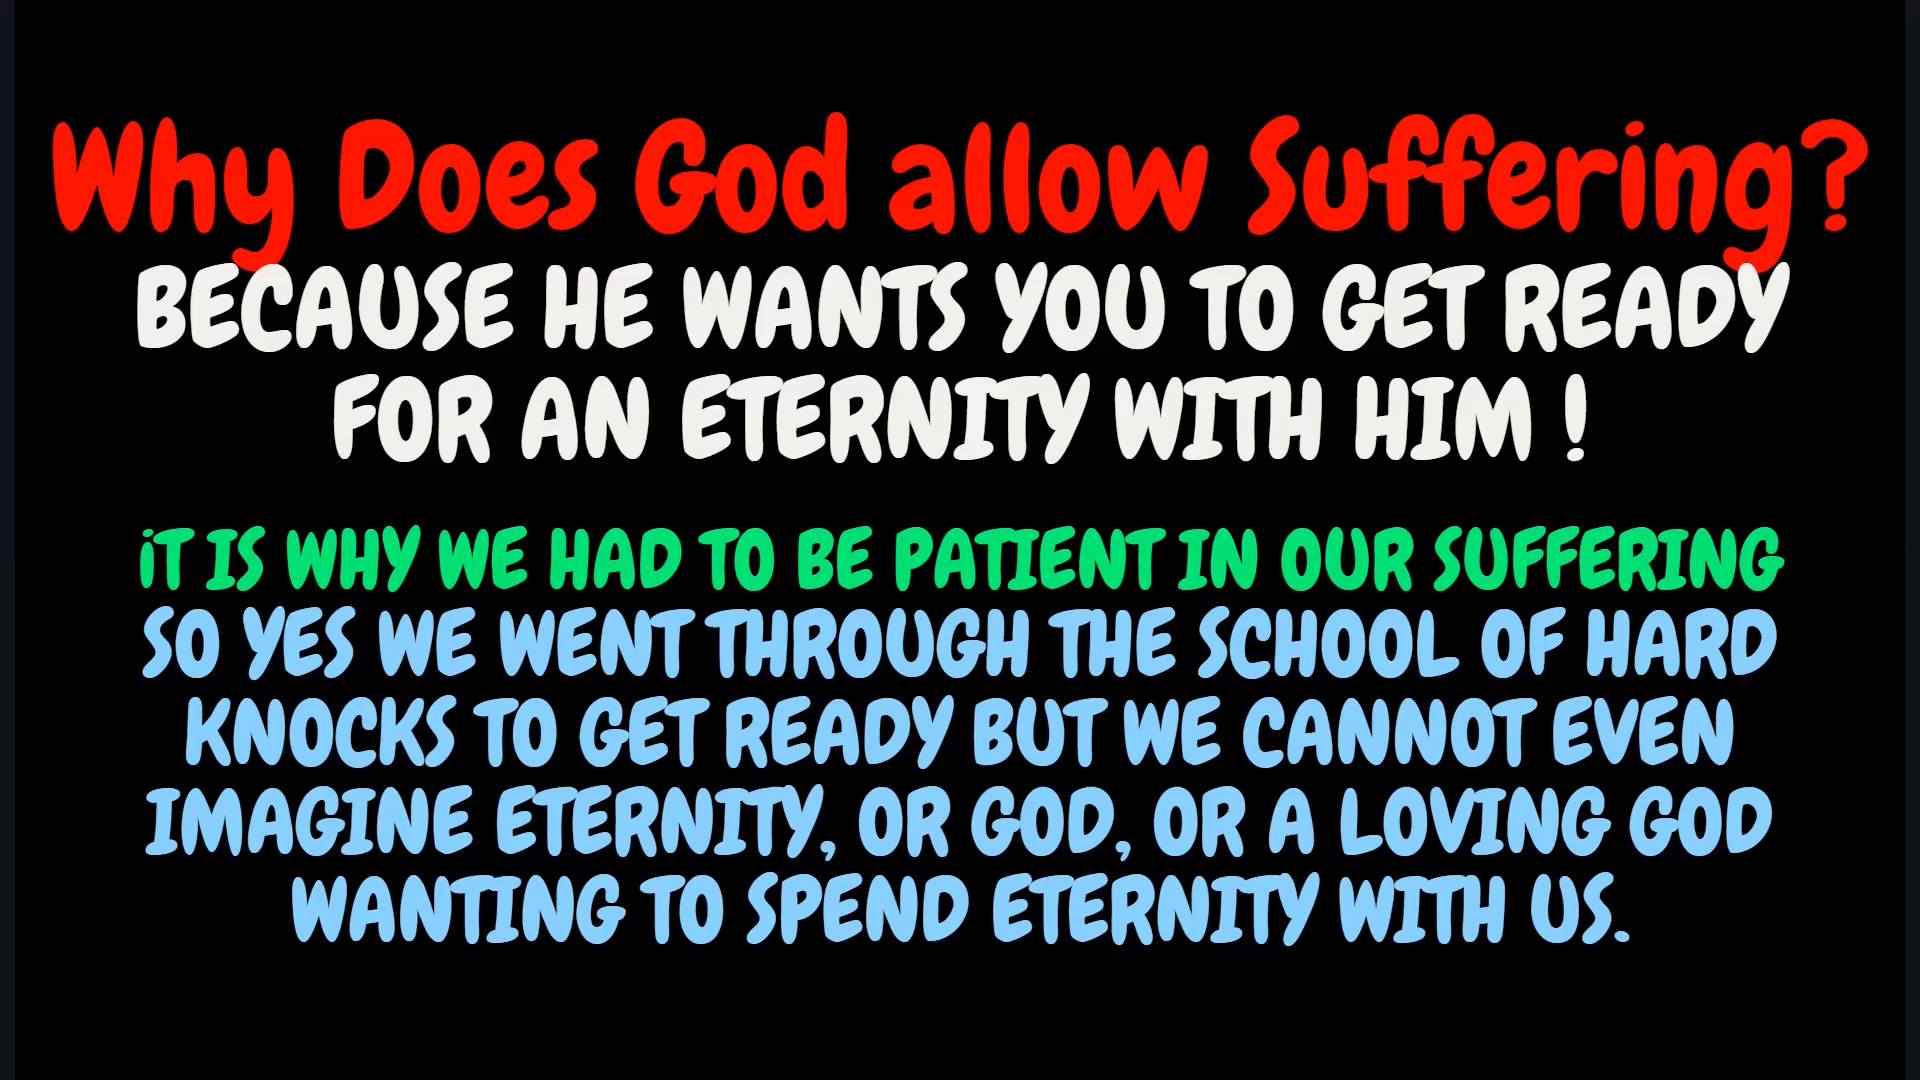 Why Does God allow Suffering?
BECAUSE HE WANTS YOU TO GET READY
FOR AN ETERNITY WITH HIM !
iT IS WHY WE HAD TO BE PATIENT IN OUR SUFFERING
SO YES WE WENT THROUGH THE SCHOOL OF HARD
KNOCKS TO GET READY BUT WE CANNOT EVEN
IMAGINE ETERNITY, OR GOD, OR A LOVING GOD
WANTING TO SPEND ETERNITY WITH US.